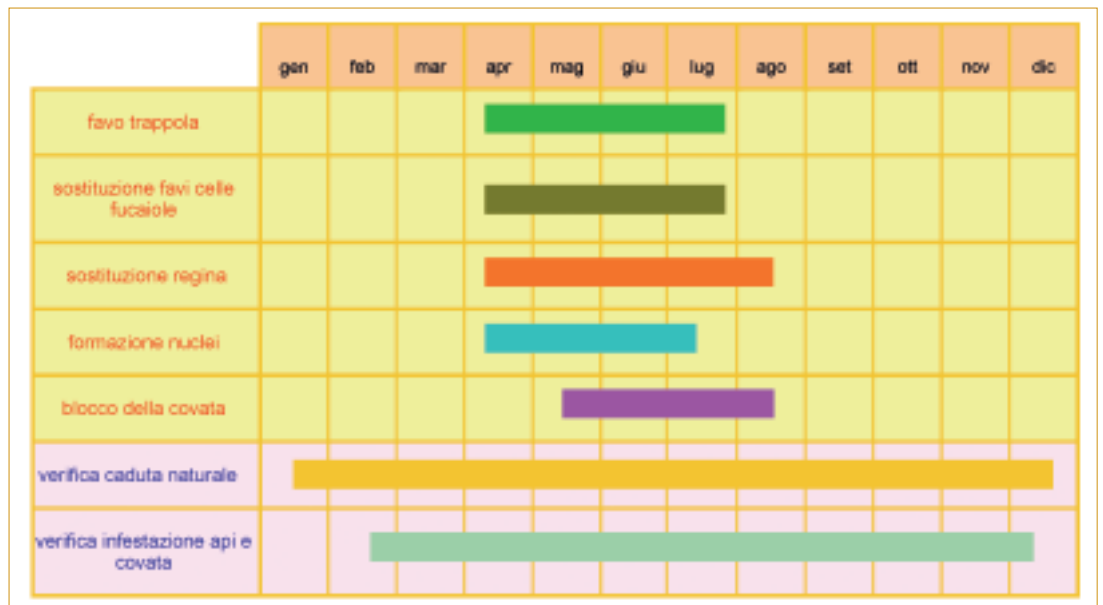 gen feb mar apr mag giu lug ago set ott nov dic
favo trappola
sostituzione favi celle
fucaiole
sostituzione regina
formazione nuclei
blocco della covata
verifica caduta naturale
verifica infestazione api e
covata